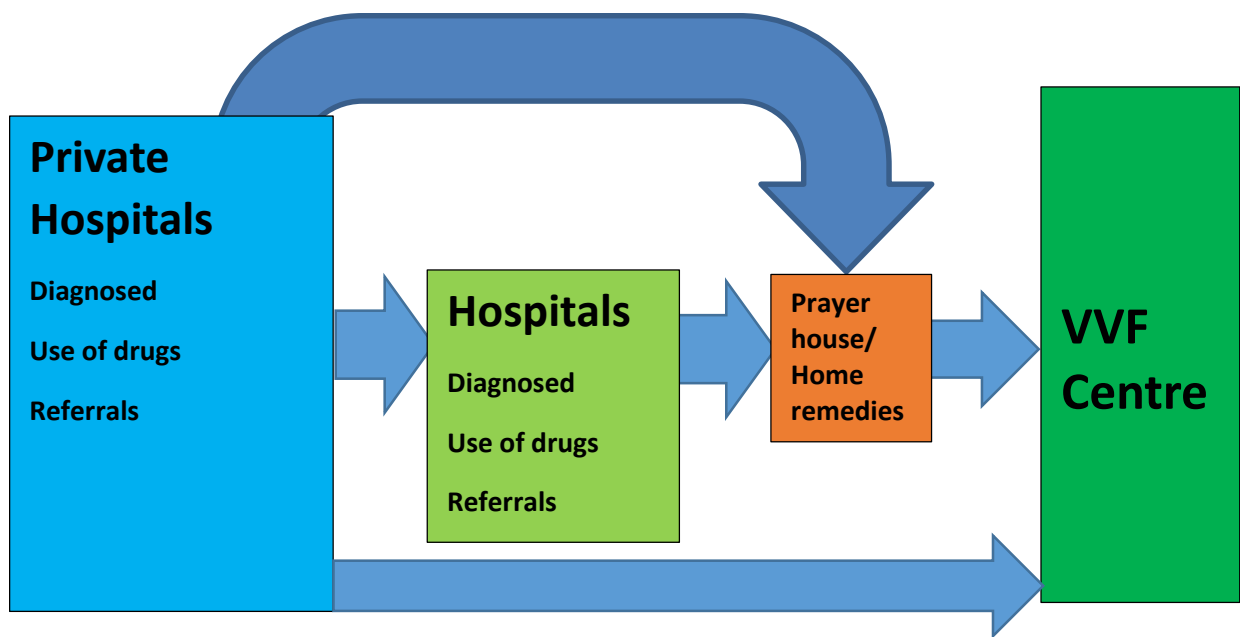 Private
Hospitals
Diagnosed
Use of drugs
Referrals
Hospitals
Diagnosed
Use of drugs
Referrals
Prayer
house/
Home
remedies
VVF
Centre